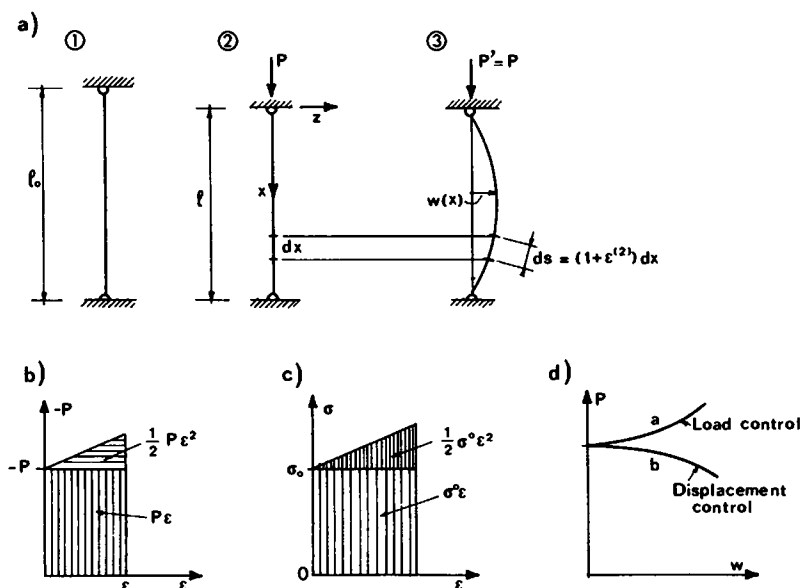 a)
① ② ③
P P'=P
z
ℓ₀ ℓ x w(x)
dx
ds = (1+ε⁽²⁾)dx
b) c) d)
-P σ P
a
Load control
½ Pε² ½ σ°ε²
-P σ₀ b
Pε σ°ε Displacement
control
0
ε ε ε w